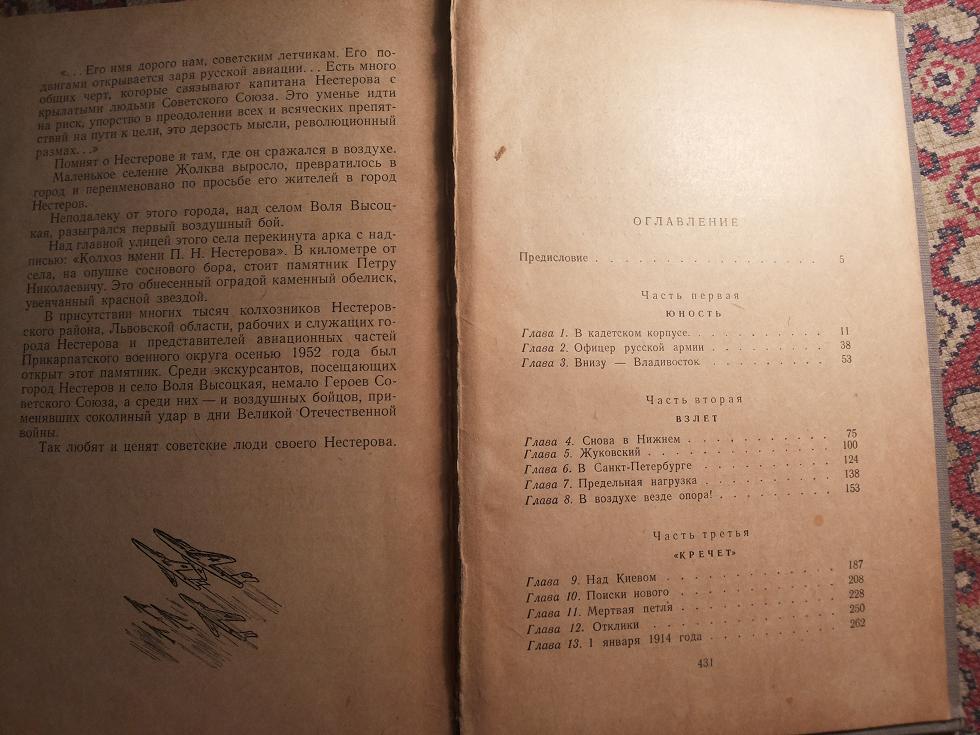 «. . . Его имя дорого нам, советским летчикам. Его по-
двигами открывается заря русской авиации. . . Есть много
общих черт, которые связывают капитана Нестерова с
крылатыми людьми Советского Союза. Это уменье идти
на риск, упорство в преодолении всех и всяческих препят-
ствий на пути к цели, это дерзость мысли, революционный
размах. . .»
Помнят о Нестерове и там, где он сражался в воздухе.
Маленькое селение Жолква выросло, превратилось в
город и переименовано по просьбе его жителей в город
Нестеров.
Неподалеку от этого города, над селом Воля Высоц-
кая, разыгрался первый воздушный бой.
Над главной улицей этого села перекинута арка с над-
писью: «Колхоз имени П. Н. Нестерова». В километре от
села, на опушке соснового бора, стоит памятник Петру
Николаевичу. Это обнесенный оградой каменный обелиск,
увенчанный красной звездой.
В присутствии многих тысяч колхозников Нестеров-
ского района, Львовской области, рабочих и служащих го-
рода Нестерова и представителей авиационных частей
Прикарпатского военного округа осенью 1952 года был
открыт этот памятник. Среди экскурсантов, посещающих
город Нестеров и село Воля Высоцкая, немало Героев Со-
ветского Союза, а среди них — и воздушных бойцов, при-
менявших соколиный удар в дни Великой Отечественной
войны.
Так любят и ценят советские люди своего Нестерова.
ОГЛАВЛЕНИЕ
Предисловие . . . . . . . . . . . . . . . . . 5
Часть первая
ЮНОСТЬ
Глава 1. В кадетском корпусе. . . . . . . . . . . 11
Глава 2. Офицер русской армии . . . . . . . . . . 38
Глава 3. Внизу — Владивосток . . . . . . . . . . 53
Часть вторая
ВЗЛЕТ
Глава 4. Снова в Нижнем . . . . . . . . . . . 75
Глава 5. Жуковский . . . . . . . . . . . . . 100
Глава 6. В Санкт-Петербурге . . . . . . . . . . 124
Глава 7. Предельная нагрузка . . . . . . . . . . 138
Глава 8. В воздухе везде опора! . . . . . . . . . 153
Часть третья
«КРЕЧЕТ»
Глава 9. Над Киевом . . . . . . . . . . . . . 187
Глава 10. Поиски нового . . . . . . . . . . . . 208
Глава 11. Мертвая петля . . . . . . . . . . . . 228
Глава 12. Отклики . . . . . . . . . . . . . . 250
Глава 13. 1 января 1914 года . . . . . . . . . . 262
431